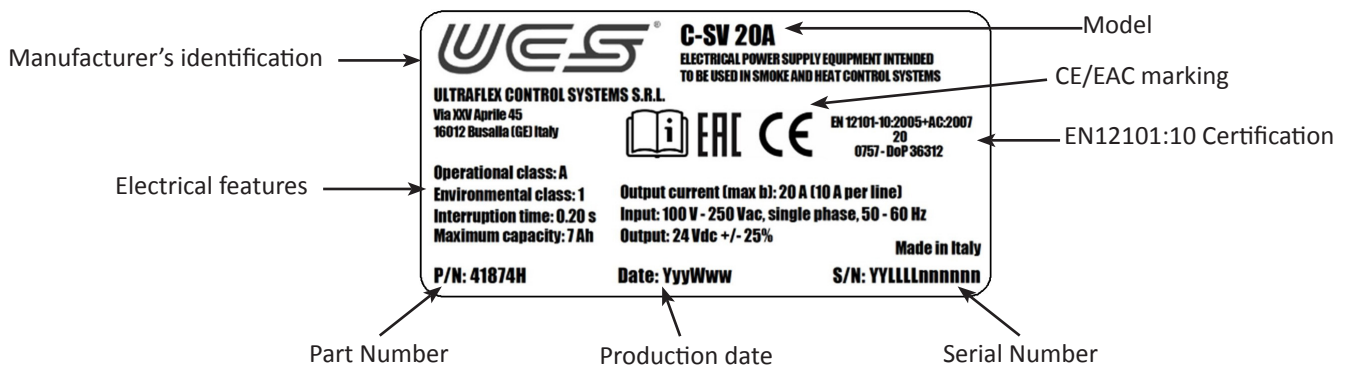 Model
Manufacturer's identification
CE/EAC marking
EN12101:10 Certification
Electrical features
UCS®
C-SV 20A
ELECTRICAL POWER SUPPLY EQUIPMENT INTENDED
TO BE USED IN SMOKE AND HEAT CONTROL SYSTEMS
ULTRAFLEX CONTROL SYSTEMS S.R.L.
Via XXV Aprile 45
16012 Busalla (GE) Italy
i
EAC CE
EN 12101-10:2005+AC:2007
20
0757 - DoP 36312
Operational class: A
Environmental class: 1
Interruption time: 0.20 s
Maximum capacity: 7 Ah
Output current (max b): 20 A (10 A per line)
Input: 100 V - 250 Vac, single phase, 50 - 60 Hz
Output: 24 Vdc +/- 25%
Made in Italy
P/N: 41874H Date: YyyWww S/N: YYLLLLnnnnnn
Part Number
Production date
Serial Number